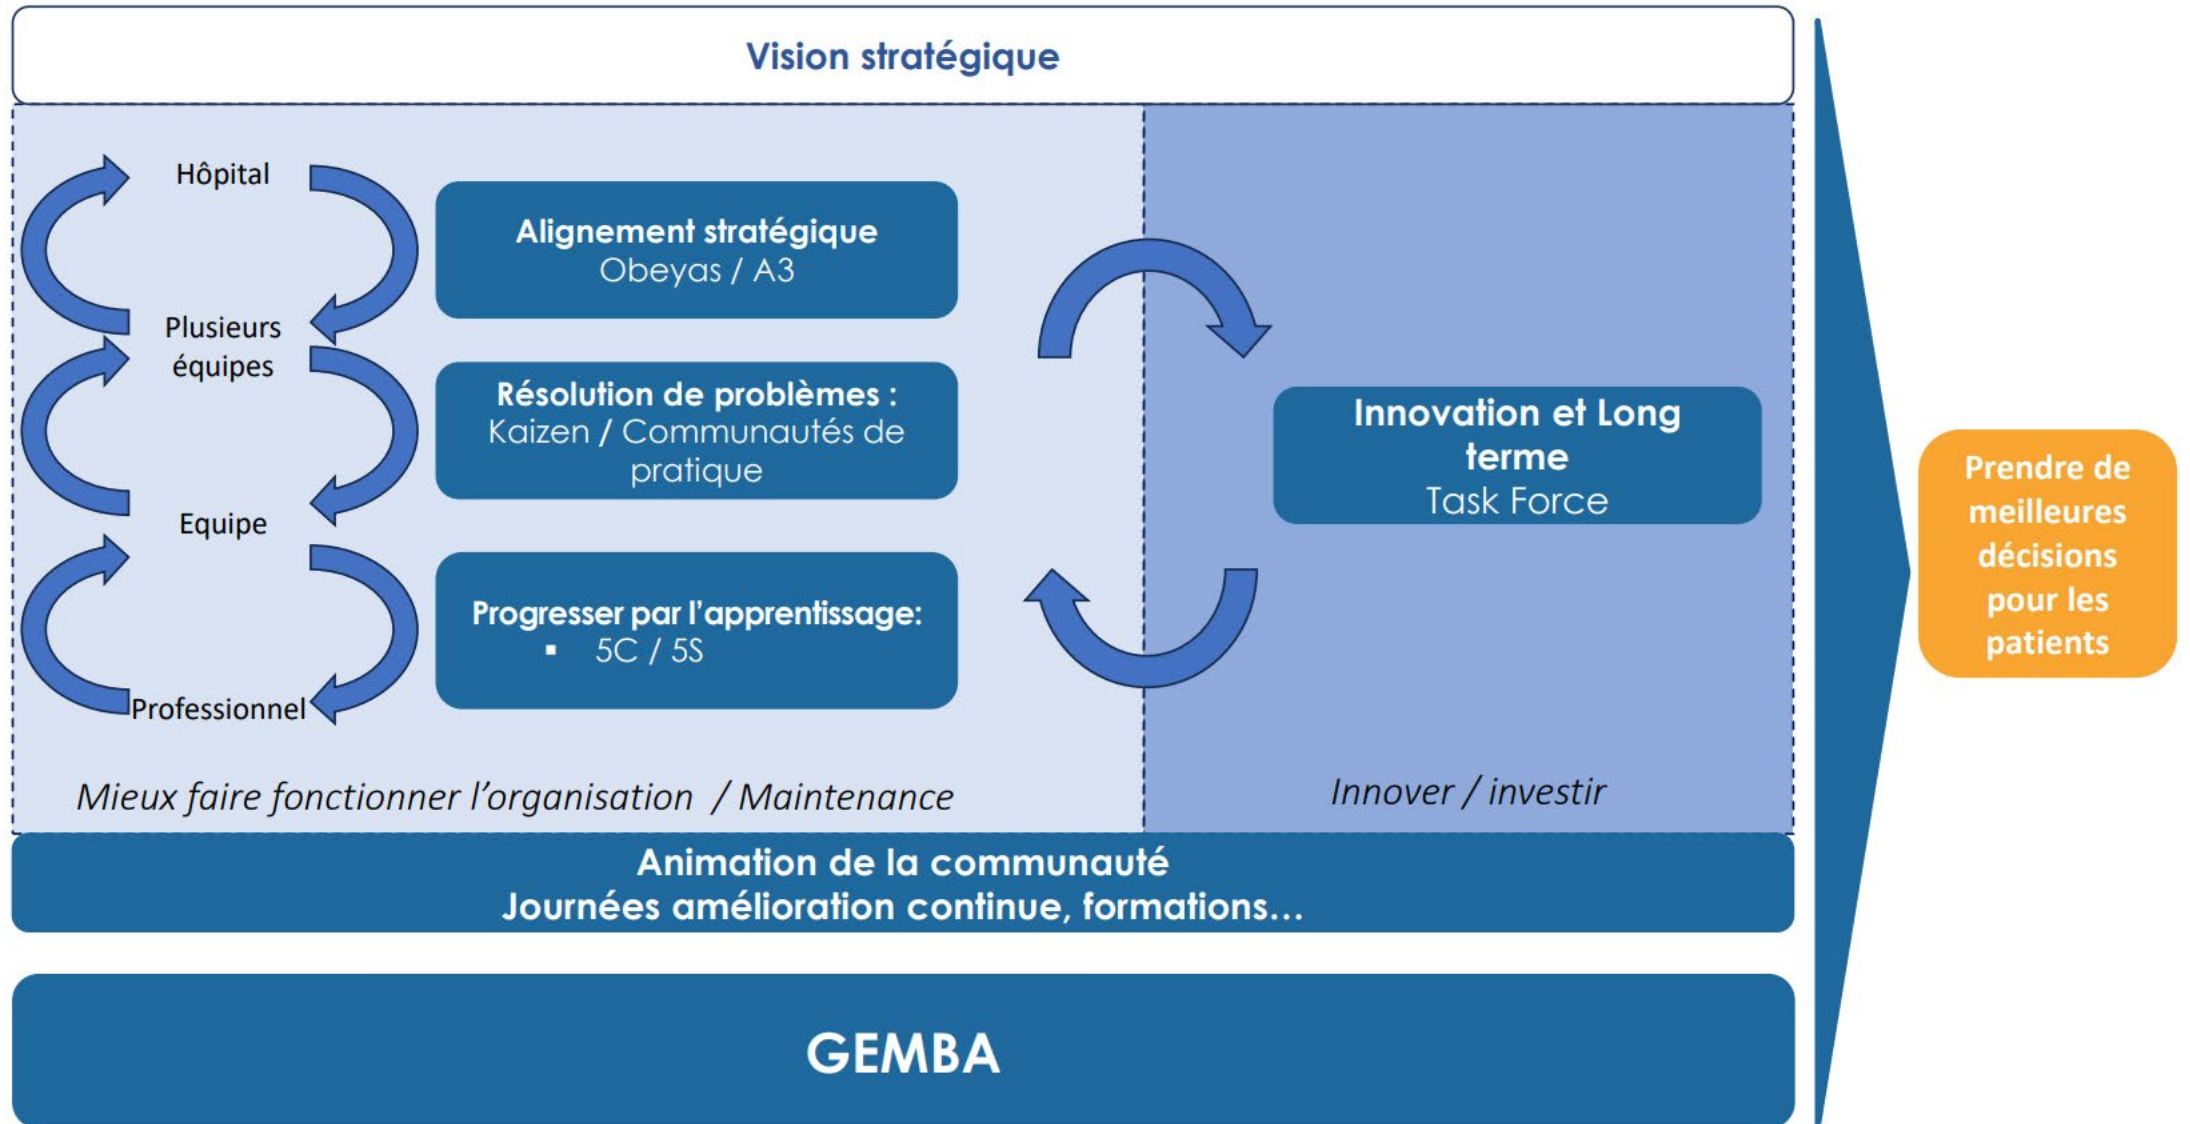 Vision stratégique
Hôpital
Plusieurs
équipes
Equipe
Professionnel
Alignement stratégique
Obeyas / A3
Résolution de problèmes :
Kaizen / Communautés de
pratique
Progresser par l'apprentissage:
▪ 5C / 5S
Mieux faire fonctionner l'organisation / Maintenance
Innovation et Long
terme
Task Force
Innover / investir
Prendre de
meilleures
décisions
pour les
patients
Animation de la communauté
Journées amélioration continue, formations...
GEMBA